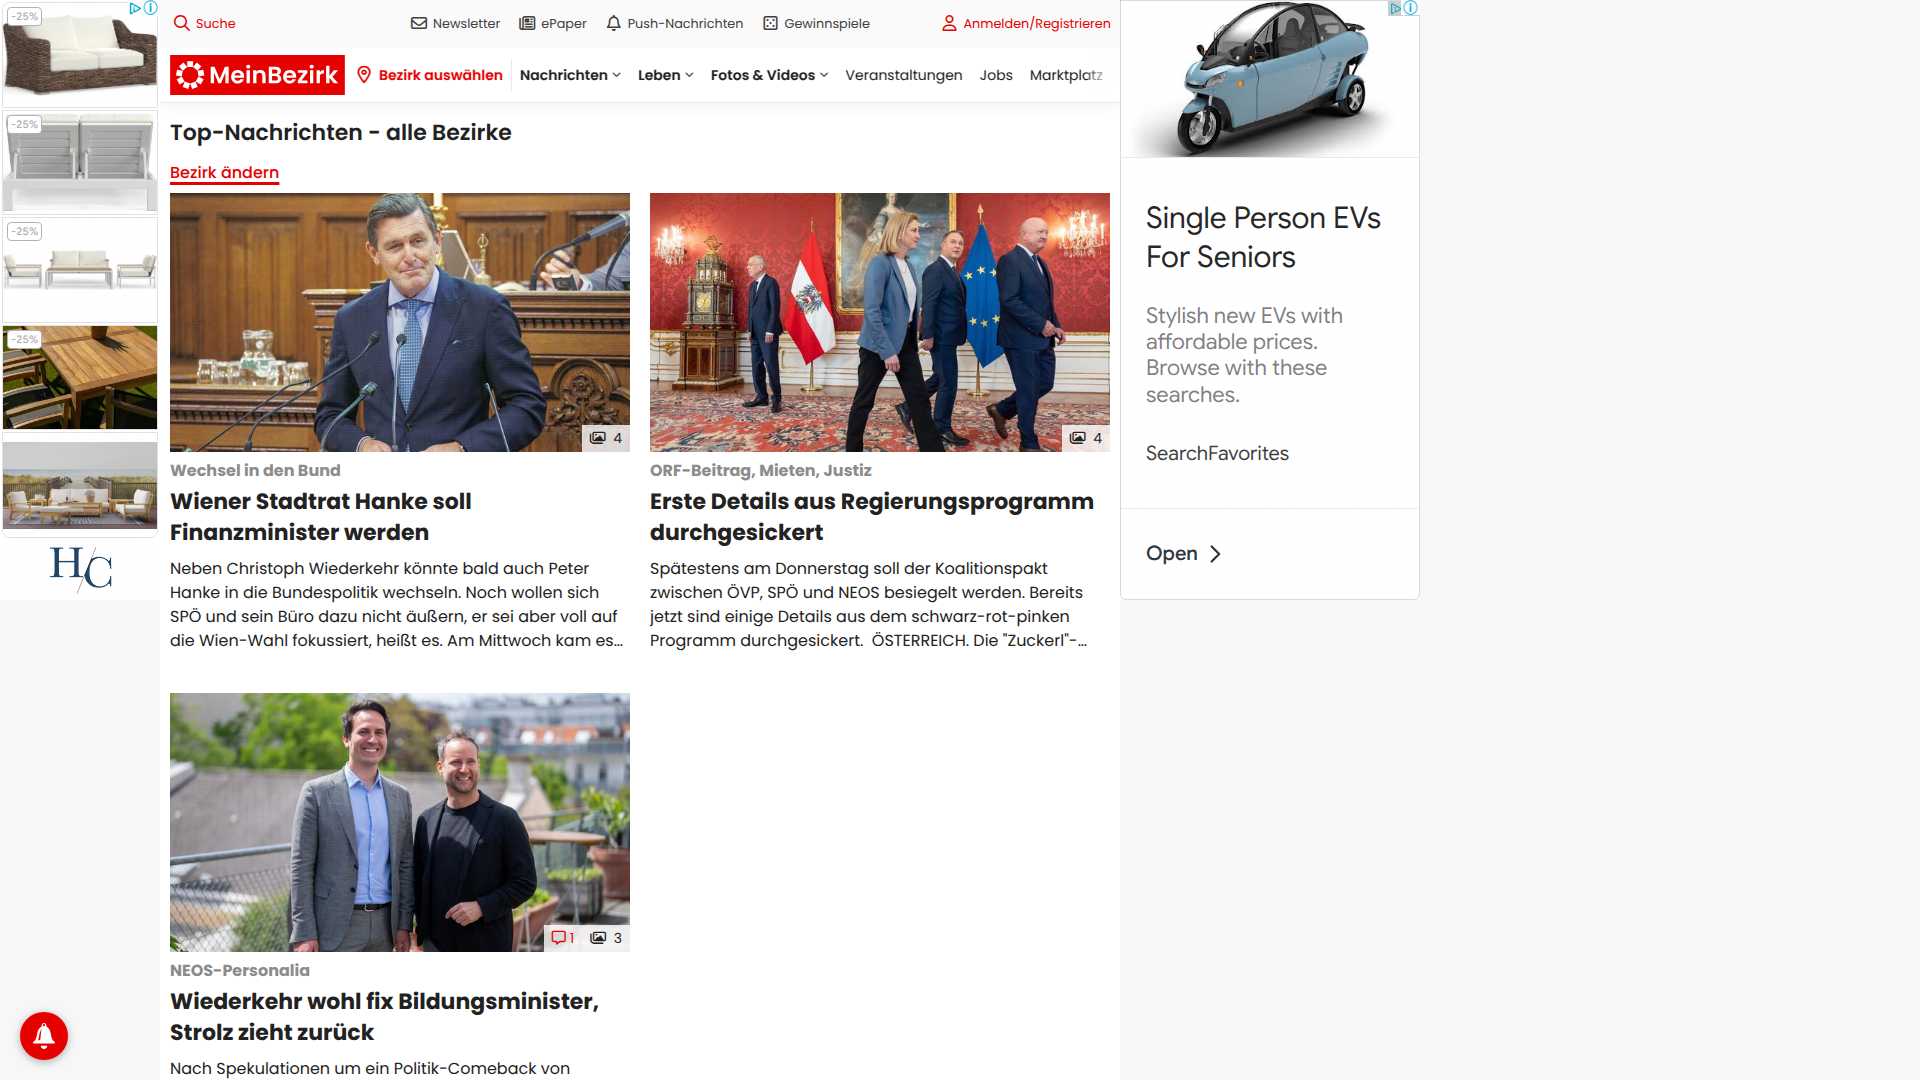 Suche
Newsletter
ePaper
Push-Nachrichten
Gewinnspiele
Anmelden/Registrieren
MeinBezirk
Bezirk auswählen
Nachrichten
Leben
Fotos & Videos
Veranstaltungen
Jobs
Marktplatz
-25%
-25%
-25%
-25%
H/C
Top-Nachrichten - alle Bezirke
Bezirk ändern
4
Wechsel in den Bund
Wiener Stadtrat Hanke soll
Finanzminister werden
Neben Christoph Wiederkehr könnte bald auch Peter
Hanke in die Bundespolitik wechseln. Noch wollen sich
SPÖ und sein Büro dazu nicht äußern, er sei aber voll auf
die Wien-Wahl fokussiert, heißt es. Am Mittwoch kam es...
4
ORF-Beitrag, Mieten, Justiz
Erste Details aus Regierungsprogramm
durchgesickert
Spätestens am Donnerstag soll der Koalitionspakt
zwischen ÖVP, SPÖ und NEOS besiegelt werden. Bereits
jetzt sind einige Details aus dem schwarz-rot-pinken
Programm durchgesickert. ÖSTERREICH. Die "Zuckerl"-...
1
3
NEOS-Personalia
Wiederkehr wohl fix Bildungsminister,
Strolz zieht zurück
Nach Spekulationen um ein Politik-Comeback von
Single Person EVs
For Seniors
Stylish new EVs with
affordable prices.
Browse with these
searches.
SearchFavorites
Open